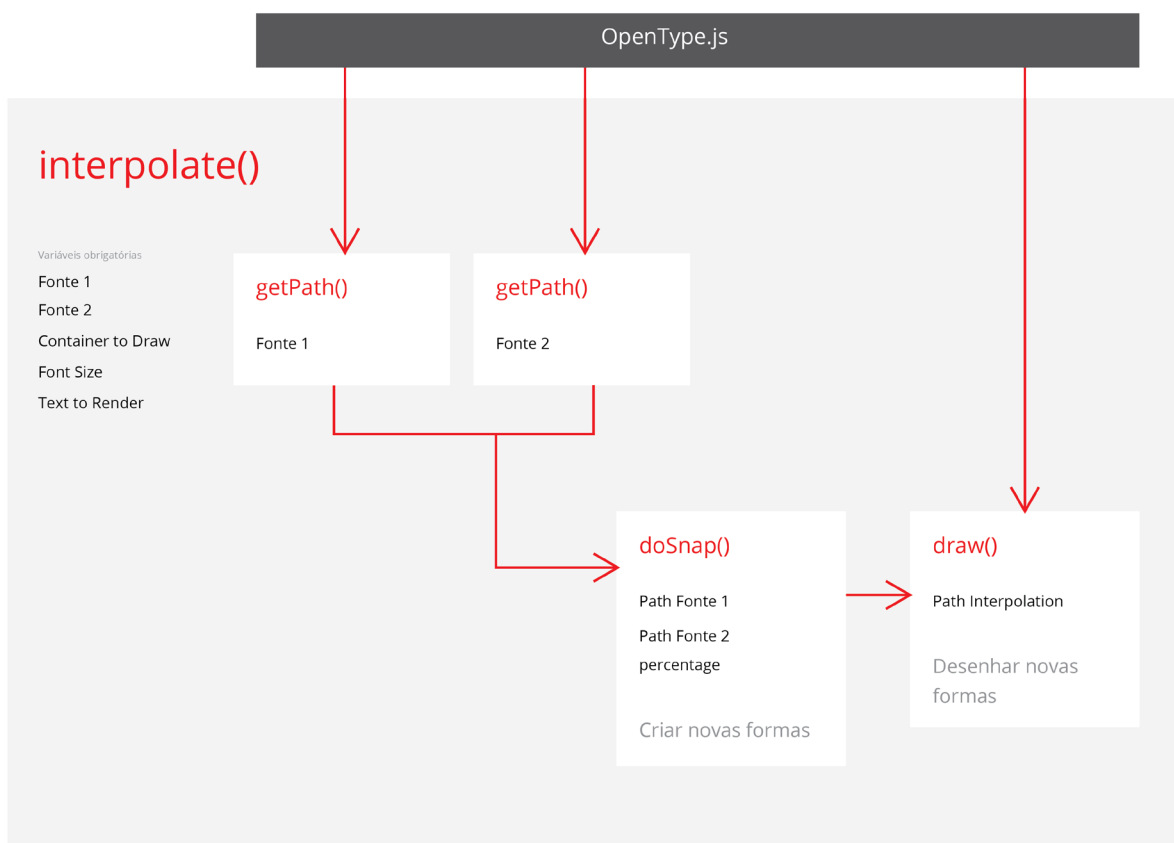 OpenType.js
interpolate()
Variáveis obrigatórias
Fonte 1
Fonte 2
Container to Draw
Font Size
Text to Render
getPath()
Fonte 1
getPath()
Fonte 2
doSnap()
Path Fonte 1
Path Fonte 2
percentage
Criar novas formas
draw()
Path Interpolation
Desenhar novas
formas